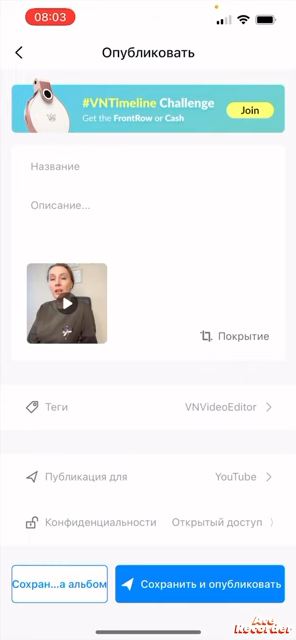 08:03
Опубликовать
#VNTimeline Challenge
Get the FrontRow or Cash
Join
Название
Описание...
Покрытие
Теги
VNVideoEditor
Публикация для
YouTube
Конфиденциальности
Открытый доступ
Сохран...а альбом
Сохранить и опубликовать
Ace
Recorder